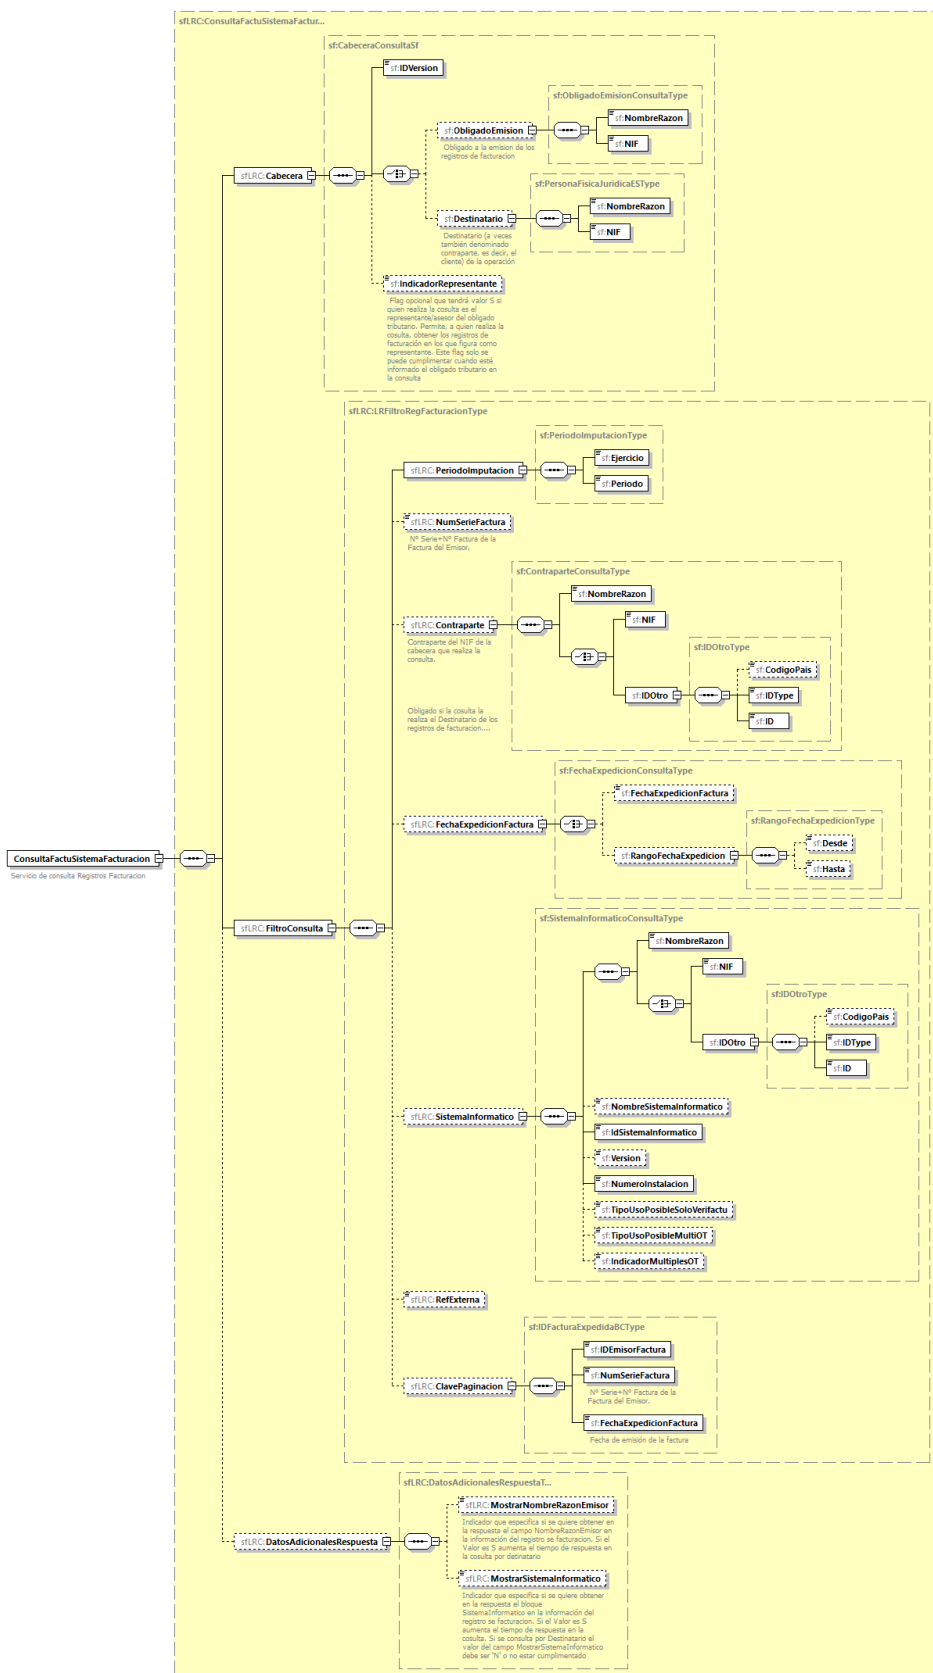 sfLRC:ConsultaFactuSistemaFactur...
sf:CabeceraConsultaSf
sf:IDVersion
sf:ObligadoEmisionConsultaType
sf:NombreRazon
sf:ObligadoEmision
sf:NIF
Obligado a la emision de los
registros de facturacion
sfLRC:Cabecera
sf:PersonaFisicaJuridicaESType
sf:NombreRazon
sf:Destinatario
sf:NIF
Destinatario (a veces
también denominado
contraparte, es decir, el
cliente) de la operación
sf:IndicadorRepresentante
Flag opcional que tendrá valor S si
quien realiza la cosulta es el
representante/asesor del obligado
tributario. Permite, a quien realiza la
cosulta, obtener los registros de
facturación en los que figura como
representante. Este flag solo se
puede cumplimentar cuando esté
informado el obligado tributario en
la consulta
sfLRC:LRFiltroRegFacturacionType
sf:PeriodoImputacionType
sf:Ejercicio
sfLRC:PeriodoImputacion
sf:Periodo
sfLRC:NumSerieFactura
Nº Serie+Nº Factura de la
Factura del Emisor.
sf:ContraparteConsultaType
sf:NombreRazon
sf:NIF
sfLRC:Contraparte
Contraparte del NIF de la
cabecera que realiza la
consulta.
sf:IDOtroType
sf:CodigoPais
sf:IDOtro
sf:IDType
sf:ID
Obligado si la cosulta la
realiza el Destinatario de los
registros de facturacion....
sf:FechaExpedicionConsultaType
sf:FechaExpedicionFactura
sfLRC:FechaExpedicionFactura
sf:RangoFechaExpedicionType
sf:Desde
sf:RangoFechaExpedicion
sf:Hasta
ConsultaFactuSistemaFacturacion
Servicio de consulta Registros Facturacion
sfLRC:FiltroConsulta
sf:SistemaInformaticoConsultaType
sf:NombreRazon
sf:NIF
sf:IDOtroType
sf:CodigoPais
sf:IDOtro
sf:IDType
sf:ID
sfLRC:SistemaInformatico
sf:NombreSistemaInformatico
sf:IdSistemaInformatico
sf:Version
sf:NumeroInstalacion
sf:TipoUsoPosibleSoloVerifactu
sf:TipoUsoPosibleMultiOT
sf:IndicadorMultiplesOT
sfLRC:RefExterna
sf:IDFacturaExpedidaBCType
sf:IDEmisorFactura
sfLRC:ClavePaginacion
sf:NumSerieFactura
Nº Serie+Nº Factura de la
Factura del Emisor.
sf:FechaExpedicionFactura
Fecha de emisión de la factura
sfLRC:DatosAdicionalesRespuestaT...
sfLRC:MostrarNombreRazonEmisor
Indicador que especifica si se quiere obtener en
la respuesta el campo NombreRazonEmisor en
la información del registro se facturacion. Si el
Valor es S aumenta el tiempo de respuesta en
la cosulta por detinatario
sfLRC:DatosAdicionalesRespuesta
sfLRC:MostrarSistemaInformatico
Indicador que especifica si se quiere obtener
en la respuesta el bloque
SistemaInformatico en la información del
registro se facturacion. Si el Valor es S
aumenta el tiempo de respuesta en la
cosulta. Si se consulta por Destinatario el
valor del campo MostrarSistemaInformatico
debe ser 'N' o no estar cumplimentado